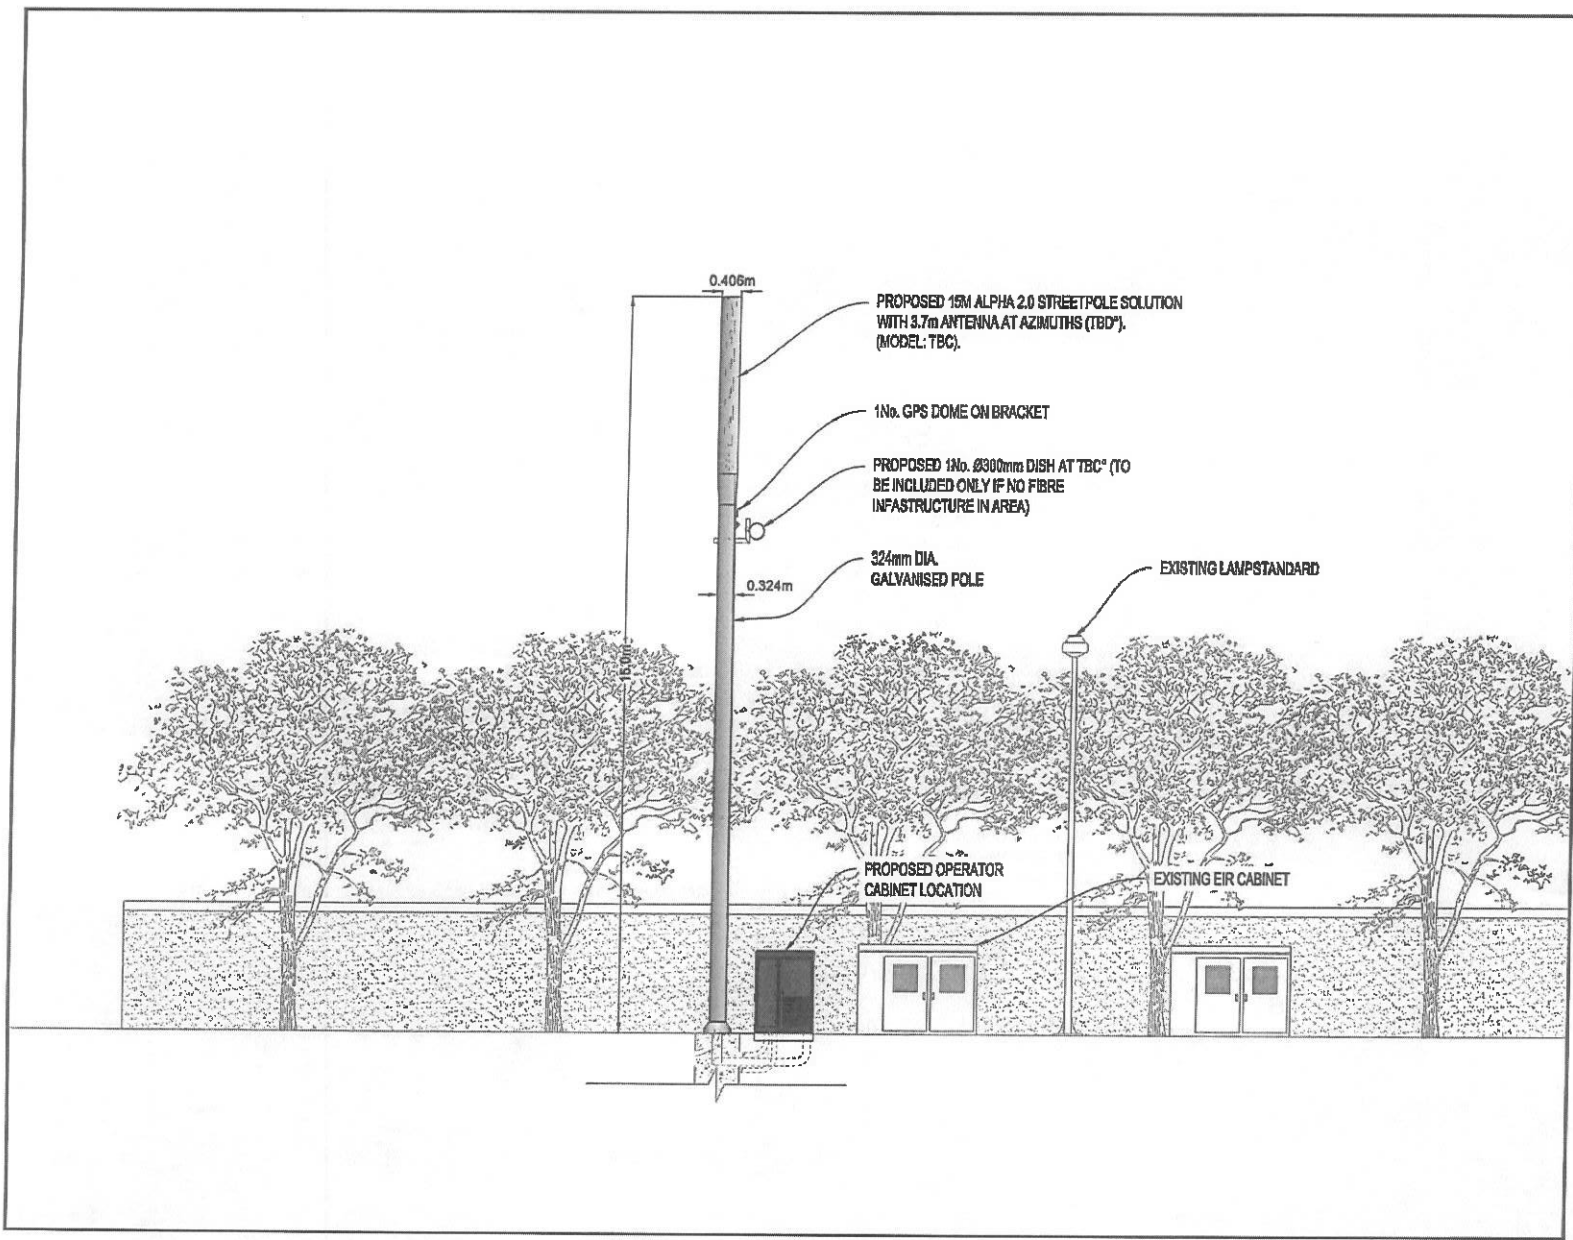 0.406m
PROPOSED 15M ALPHA 2.0 STREETPOLE SOLUTION
WITH 3.7m ANTENNA AT AZIMUTHS (TBD°).
(MODEL: TBC).
1No. GPS DOME ON BRACKET
PROPOSED 1No. Ø300mm DISH AT TBC° (TO
BE INCLUDED ONLY IF NO FIBRE
INFASTRUCTURE IN AREA)
324mm DIA.
GALVANISED POLE
0.324m
EXISTING LAMPSTANDARD
15.0m
PROPOSED OPERATOR
CABINET LOCATION
EXISTING EIR CABINET